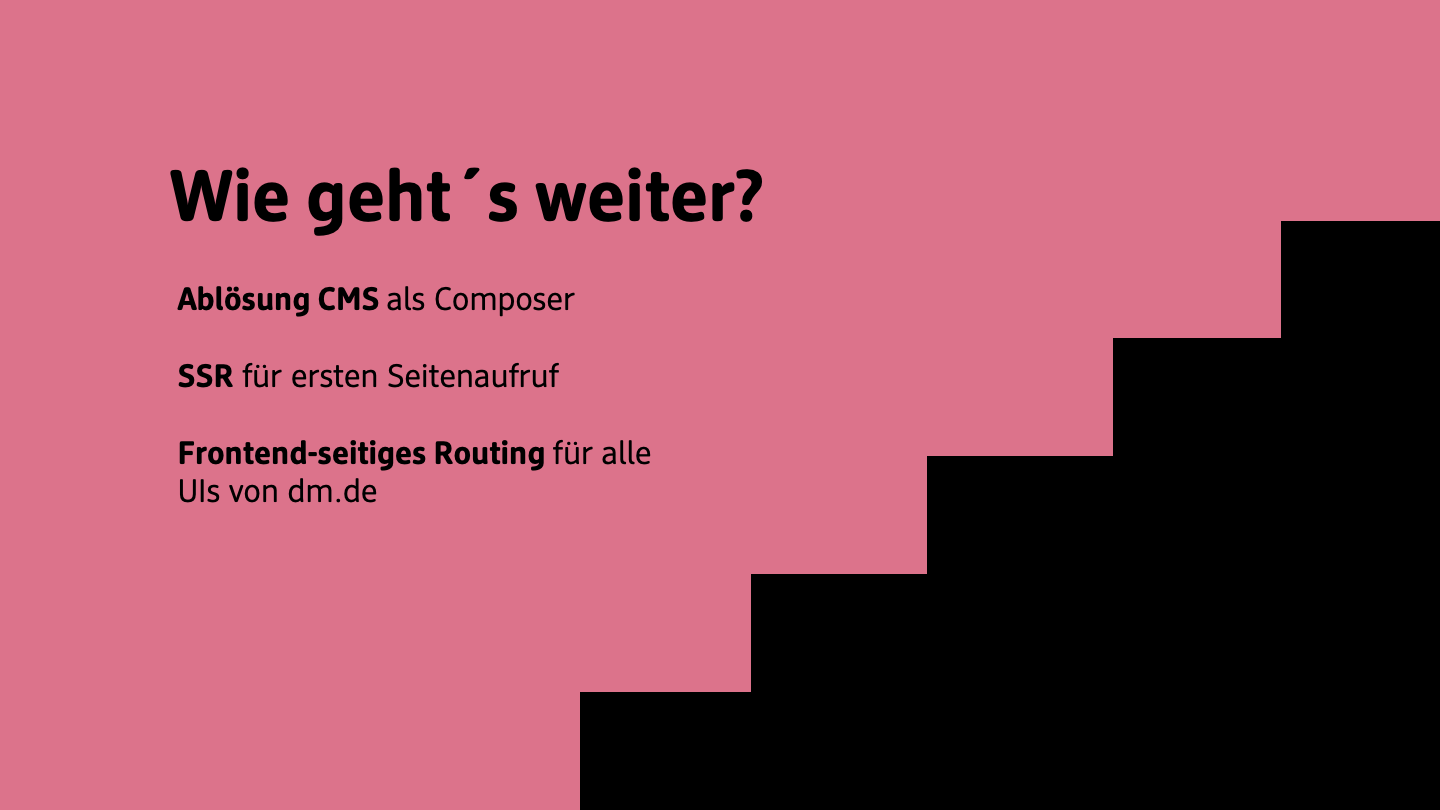 Wie geht´s weiter?
Ablösung CMS als Composer
SSR für ersten Seitenaufruf
Frontend-seitiges Routing für alle
UIs von dm.de